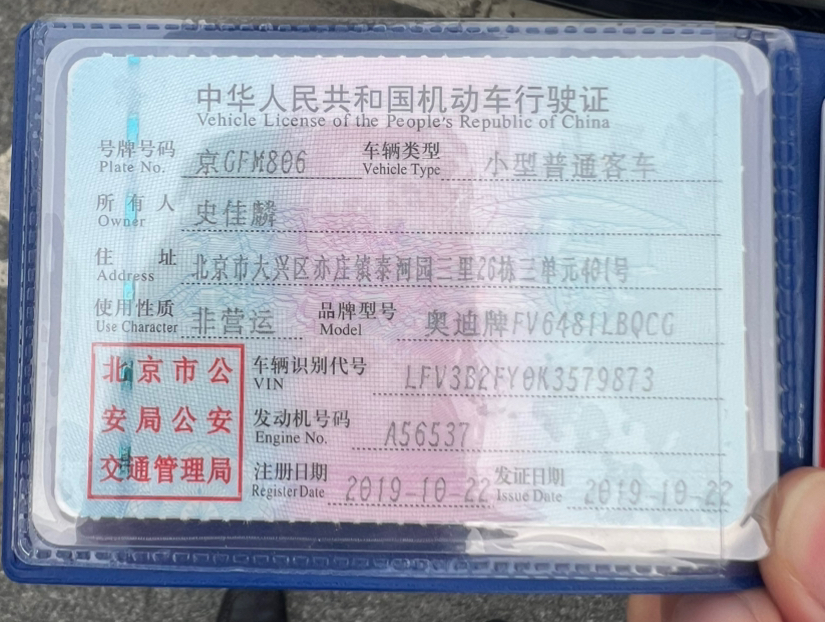 中华人民共和国机动车行驶证
Vehicle License of the People's Republic of China
号牌号码 京GFM806 车辆类型 小型普通客车
Plate No. Vehicle Type
所有人 史佳麟
Owner
住址 北京市大兴区亦庄镇泰河园三里26栋三单元401号
Address
使用性质 非营运 品牌型号 奥迪牌FV6481LBQCG
Use Character Model
北京市公 车辆识别代号 LFV3B2FY0K3579873
VIN
安局公安 发动机号码 A56537
Engine No.
交通管理局 注册日期 2019-10-22 发证日期 2019-10-22
Register Date Issue Date